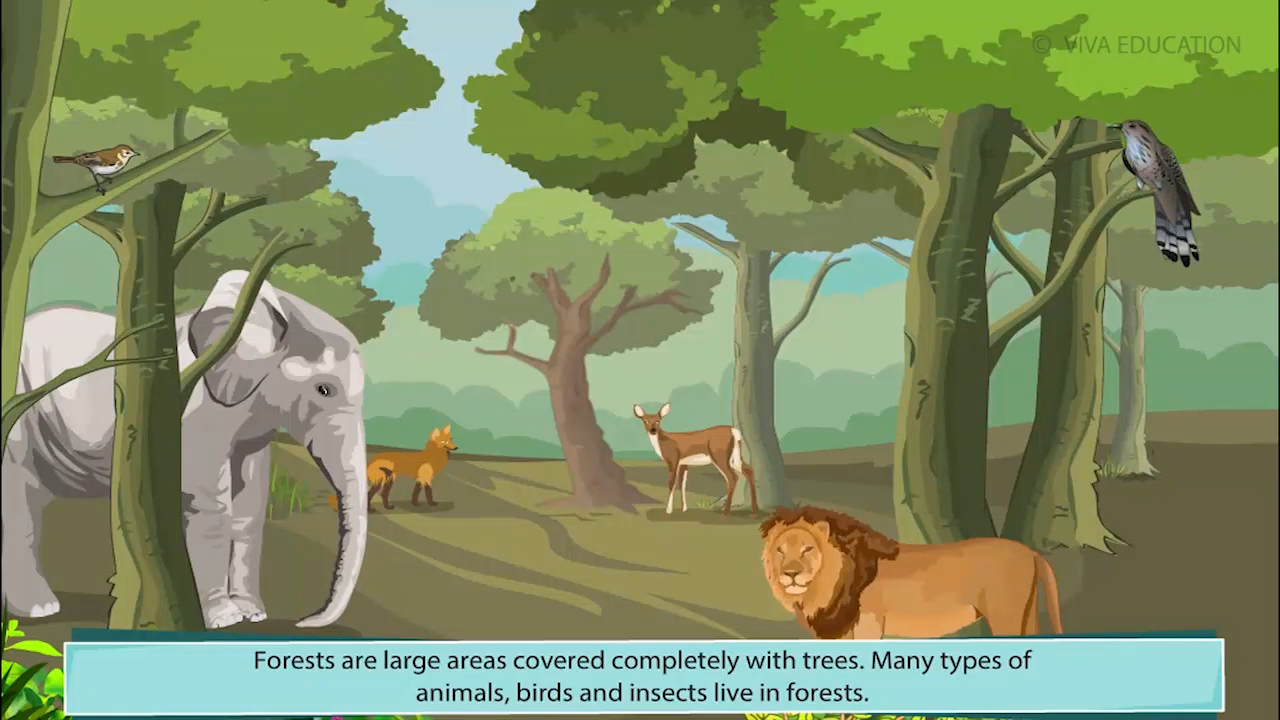 © VIVA EDUCATION
Forests are large areas covered completely with trees. Many types of
animals, birds and insects live in forests.